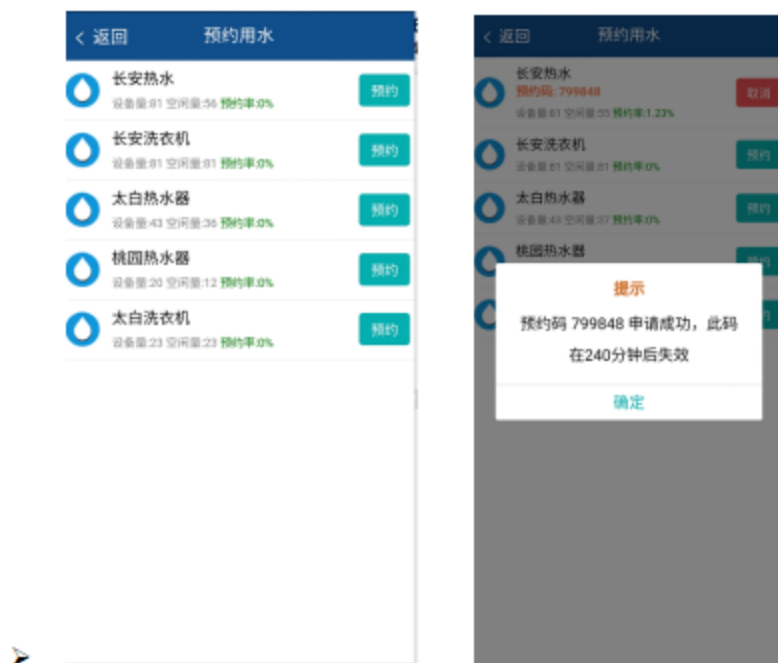 返回
预约用水
长安热水
设备量:81 空闲量:56 预约率:0%
预约
长安洗衣机
设备量:81 空闲量:81 预约率:0%
预约
太白热水器
设备量:43 空闲量:36 预约率:0%
预约
桃园热水器
设备量:20 空闲量:12 预约率:0%
预约
太白洗衣机
设备量:23 空闲量:23 预约率:0%
预约
返回
预约用水
长安热水
预约码: 799848
设备量:81 空闲量:55 预约率:1.23%
取消
长安洗衣机
设备量:81 空闲量:81 预约率:0%
预约
太白热水器
设备量:43 空闲量:37 预约率:0%
预约
桃园热水器
预约
提示
预约码 799848 申请成功，此码
在240分钟后失效
确定